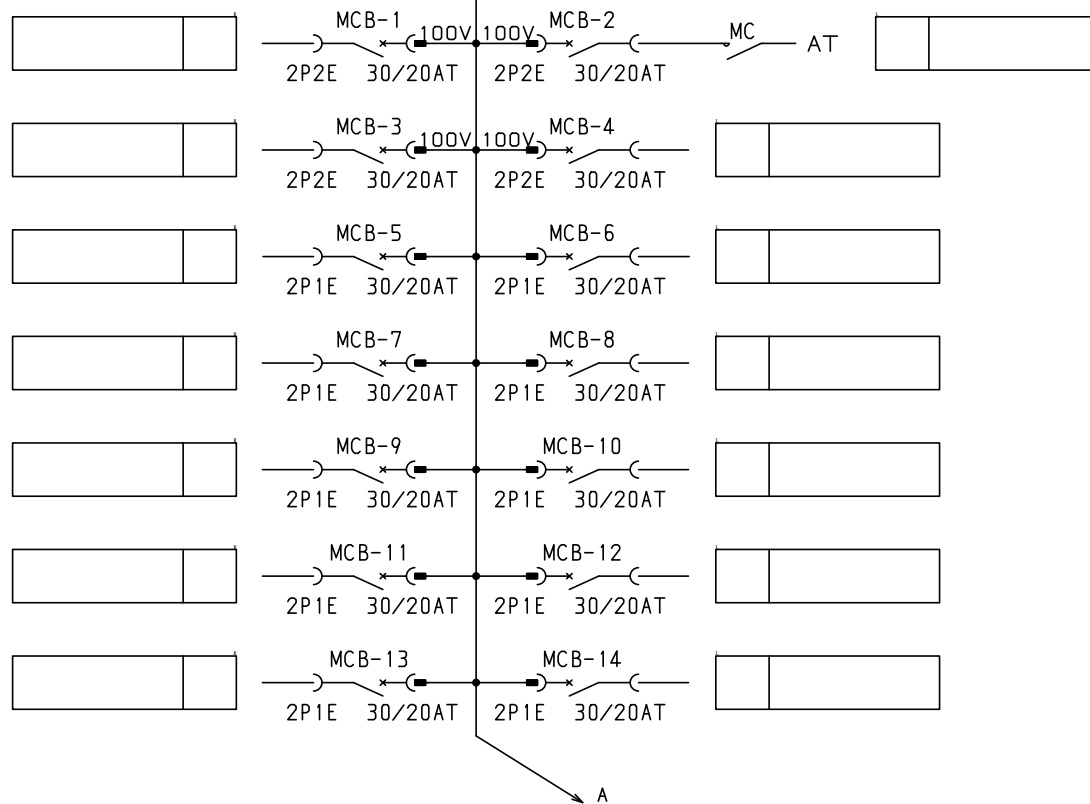 MCB-1 MCB-2
100V 100V MC AT
2P2E 30/20AT 2P2E 30/20AT
MCB-3 MCB-4
100V 100V
2P2E 30/20AT 2P2E 30/20AT
MCB-5 MCB-6
2P1E 30/20AT 2P1E 30/20AT
MCB-7 MCB-8
2P1E 30/20AT 2P1E 30/20AT
MCB-9 MCB-10
2P1E 30/20AT 2P1E 30/20AT
MCB-11 MCB-12
2P1E 30/20AT 2P1E 30/20AT
MCB-13 MCB-14
2P1E 30/20AT 2P1E 30/20AT
A